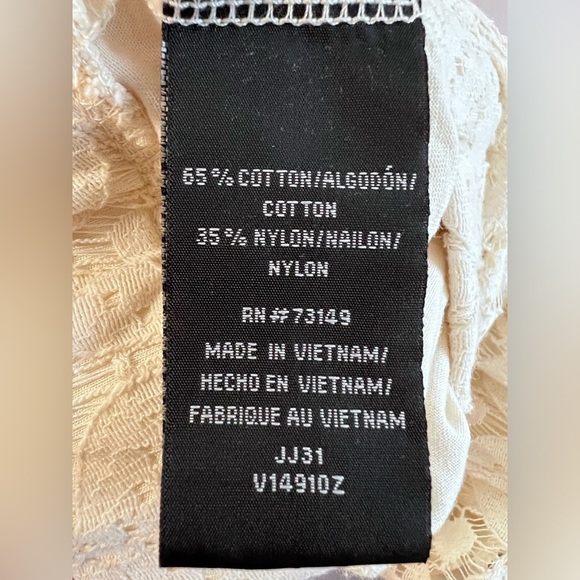 65% COTTON/ALGODÓN/
COTTON
35% NYLON/NAILON/
NYLON
RN#73149
MADE IN VIETNAM/
HECHO EN VIETNAM/
FABRIQUE AU VIETNAM
JJ31
V14910Z